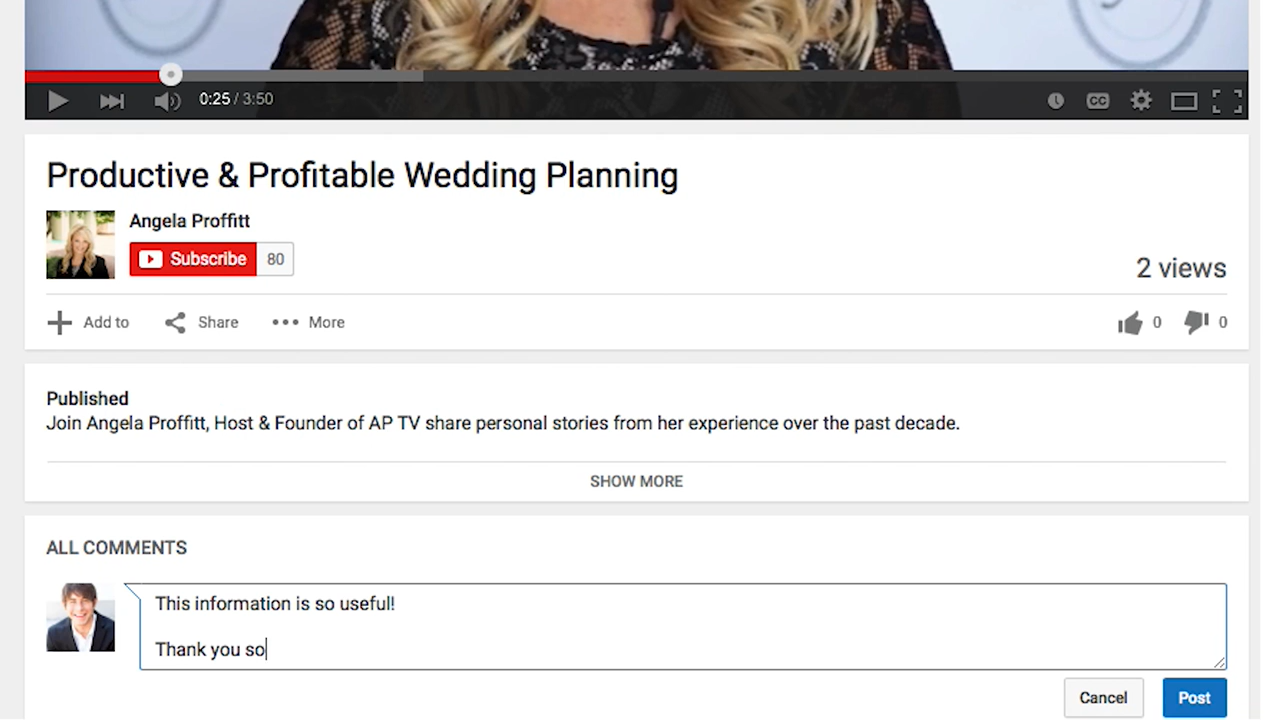 0:25 / 3:50
CC
Productive & Profitable Wedding Planning
Angela Proffitt
Subscribe 80
2 views
Add to Share More 0 0
Published
Join Angela Proffitt, Host & Founder of AP TV share personal stories from her experience over the past decade.
SHOW MORE
ALL COMMENTS
This information is so useful!
Thank you so
Cancel Post